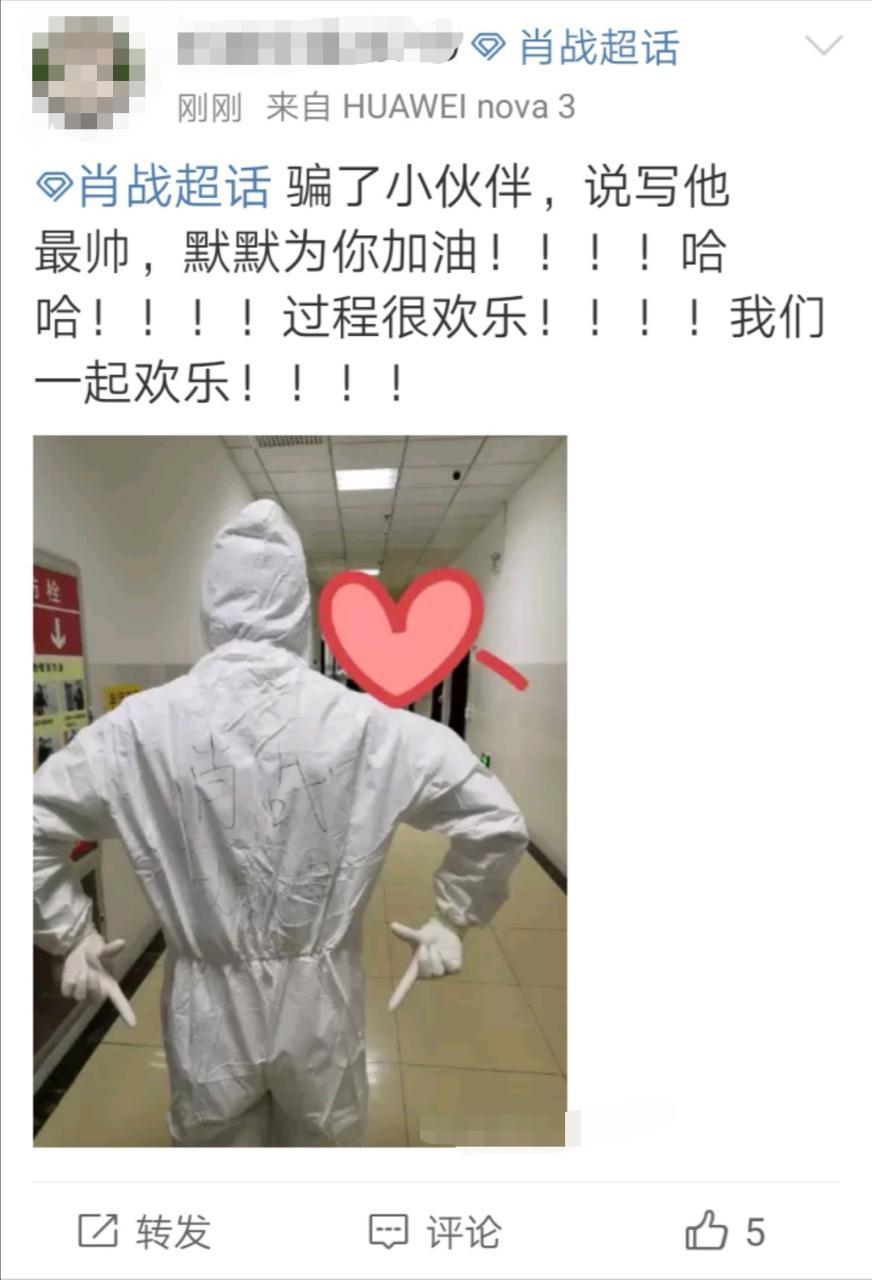 肖战超话
刚刚 来自 HUAWEI nova 3
肖战超话 骗了小伙伴，说写他
最帅，默默为你加油！！！！哈
哈！！！！过程很欢乐！！！！我们
一起欢乐！！！！
栓
肖战
转发
评论
5